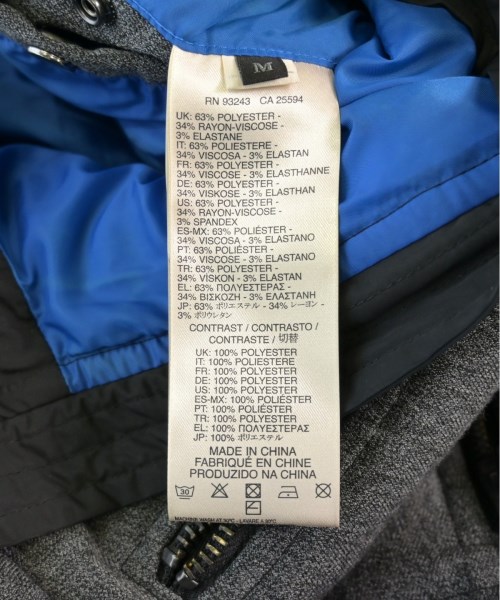 M
RN 93243 CA 25594
UK: 63% POLYESTER -
34% RAYON-VISCOSE -
3% ELASTANE
IT: 63% POLIESTERE -
34% VISCOSA - 3% ELASTAN
FR: 63% POLYESTER -
34% VISCOSE - 3% ELASTHANNE
DE: 63% POLYESTER -
34% VISKOSE - 3% ELASTHAN
US: 63% POLYESTER -
34% RAYON-VISCOSE -
3% SPANDEX
ES-MX: 63% POLIÉSTER -
34% VISCOSA - 3% ELASTANO
PT: 63% POLIÉSTER -
34% VISCOSA - 3% ELASTANO
TR: 63% POLYESTER -
34% VISKON - 3% ELASTAN
EL: 63% ΠΟΛΥΕΣΤΕΡΑΣ -
34% ΒΙΣΚΟΖΗ - 3% ΕΛΑΣΤΑΝΗ
JP: 63% ポリエステル - 34% レーヨン -
3% ポリウレタン
CONTRAST / CONTRASTO /
CONTRASTE / 切替
UK: 100% POLYESTER
IT: 100% POLIESTERE
FR: 100% POLYESTER
DE: 100% POLYESTER
US: 100% POLYESTER
ES-MX: 100% POLIÉSTER
PT: 100% POLIÉSTER
TR: 100% POLYESTER
EL: 100% ΠΟΛΥΕΣΤΕΡΑΣ
JP: 100% ポリエステル
MADE IN CHINA
FABRIQUÉ EN CHINE
PRODUZIDO NA CHINA
30
MACHINE WASH AT 30°C - LAVARE A 30°C